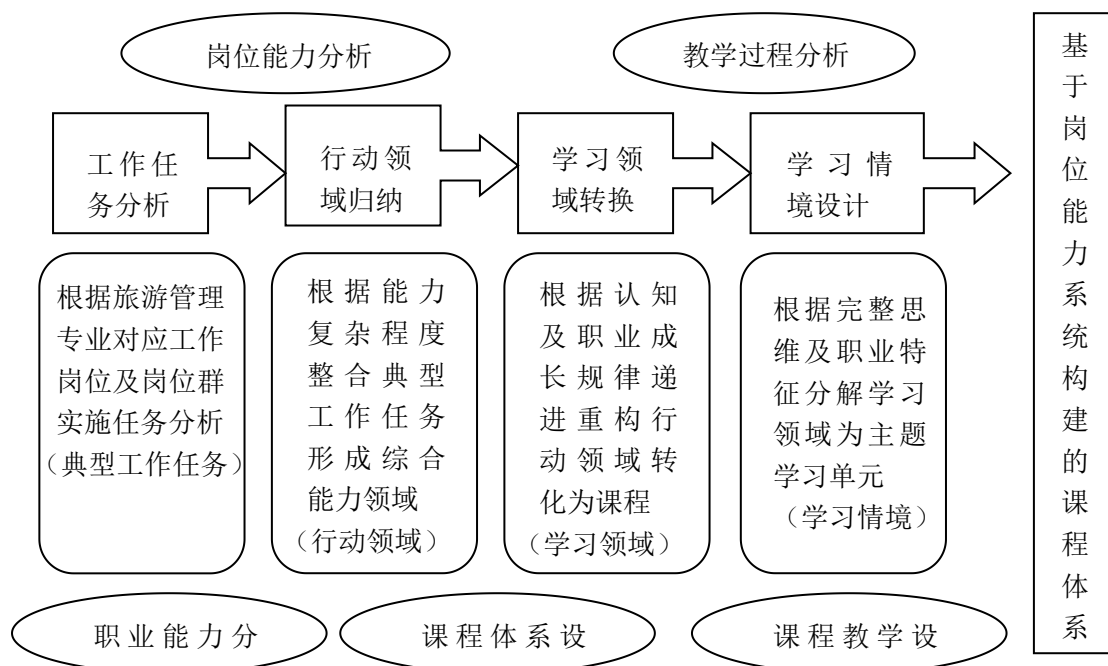 岗位能力分析
教学过程分析
工作任
务分析
行动领
域归纳
学习领
域转换
学习情
境设计
根据旅游管理
专业对应工作
岗位及岗位群
实施任务分析
（典型工作任务）
根据能力
复杂程度
整合典型
工作任务
形成综合
能力领域
（行动领域）
根据认知
及职业成
长规律递
进重构行
动领域转
化为课程
（学习领域）
根据完整思
维及职业特
征分解学习
领域为主题
学习单元
（学习情境）
职业能力分
课程体系设
课程教学设
基于岗位能力系统构建的课程体系